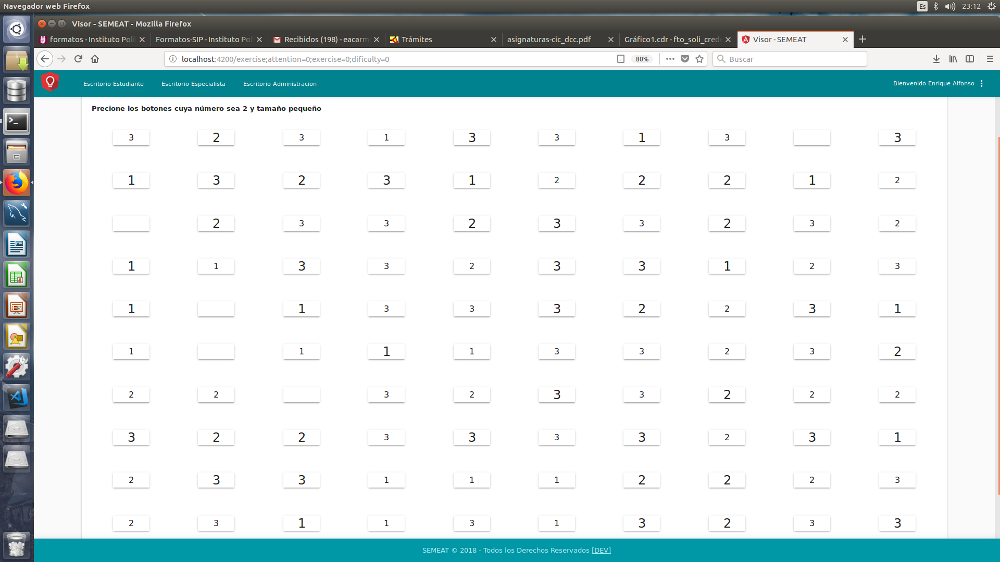 Navegador web Firefox Es 23:12
Visor - SEMEAT - Mozilla Firefox
formatos - Instituto Poli Formatos-SIP - Instituto Pol Recibidos (198) - eacarm Trámites asignaturas-cic_dcc.pdf Gráfico1.cdr - fto_soli_crede Visor - SEMEAT
localhost:4200/exercise;attention=0;exercise=0;dificulty=0 80% Buscar
Escritorio Estudiante Escritorio Especialista Escritorio Administracion Bienvenido Enrique Alfonso
Precione los botones cuya número sea 2 y tamaño pequeño
3 2 3 1 3 3 1 3 3
1 3 2 3 1 2 2 2 1 2
2 3 3 2 3 3 2 3 2
1 1 3 3 2 3 3 1 2 3
1 1 3 3 3 2 2 3 1
1 1 1 1 3 3 2 3 2
2 2 3 2 3 3 2 2 2
3 2 2 3 3 3 3 2 3 1
2 3 3 1 1 1 2 2 2 3
2 3 1 1 3 1 3 2 3 3
SEMEAT © 2018 - Todos los Derechos Reservados [DEV]